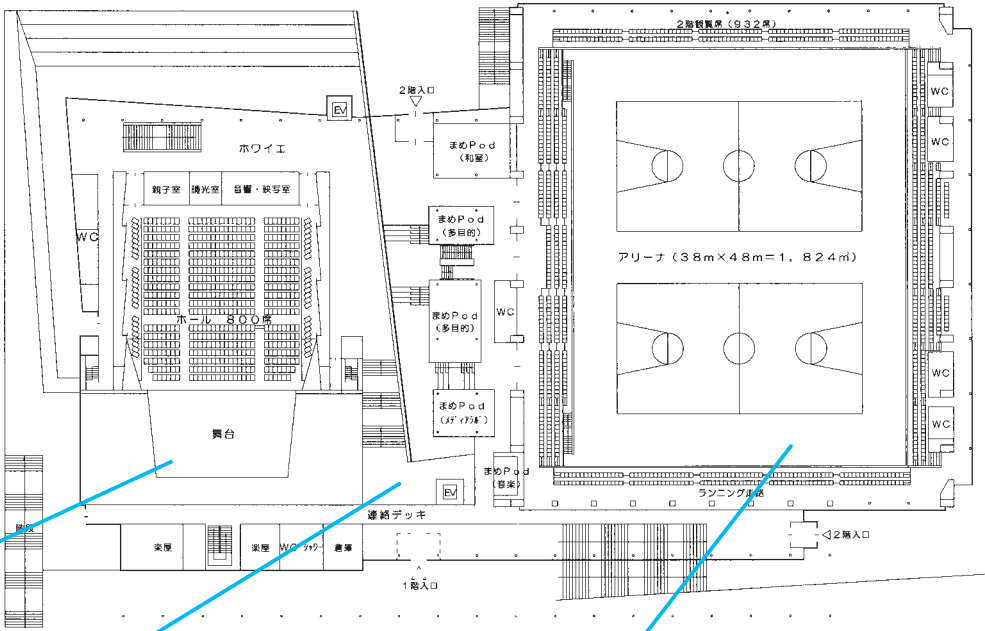 2階観覧席(932席)
WC
EV
2階入口
まめPod
(和室)
WC
ホワイエ
親子室
調光室
音響・映写室
まめPod
(多目的)
WC
アリーナ(38m×48m=1,824㎡)
まめPod
(多目的)
WC
ホール 800席
WC
まめPod
(メディアラボ)
WC
舞台
まめPod
(音楽)
EV
ランニング走路
連絡デッキ
階段
楽屋
楽屋
WC
シャワー
倉庫
2階入口
1階入口